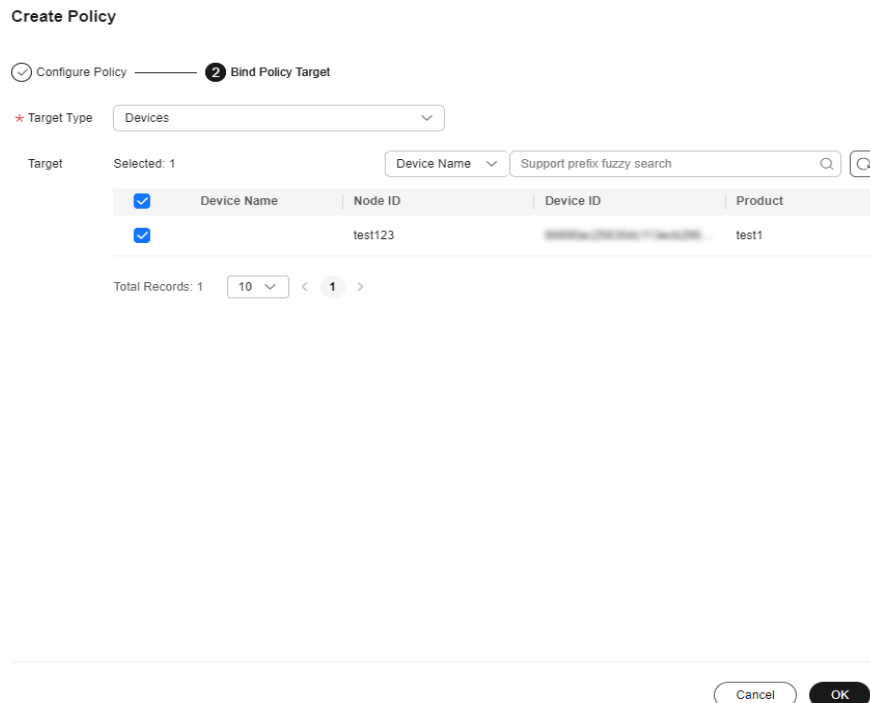 Create Policy
Configure Policy 2 Bind Policy Target
* Target Type Devices
Target Selected: 1 Device Name Support prefix fuzzy search
Device Name Node ID Device ID Product
test123 test1
Total Records: 1 10 < 1 >
Cancel OK